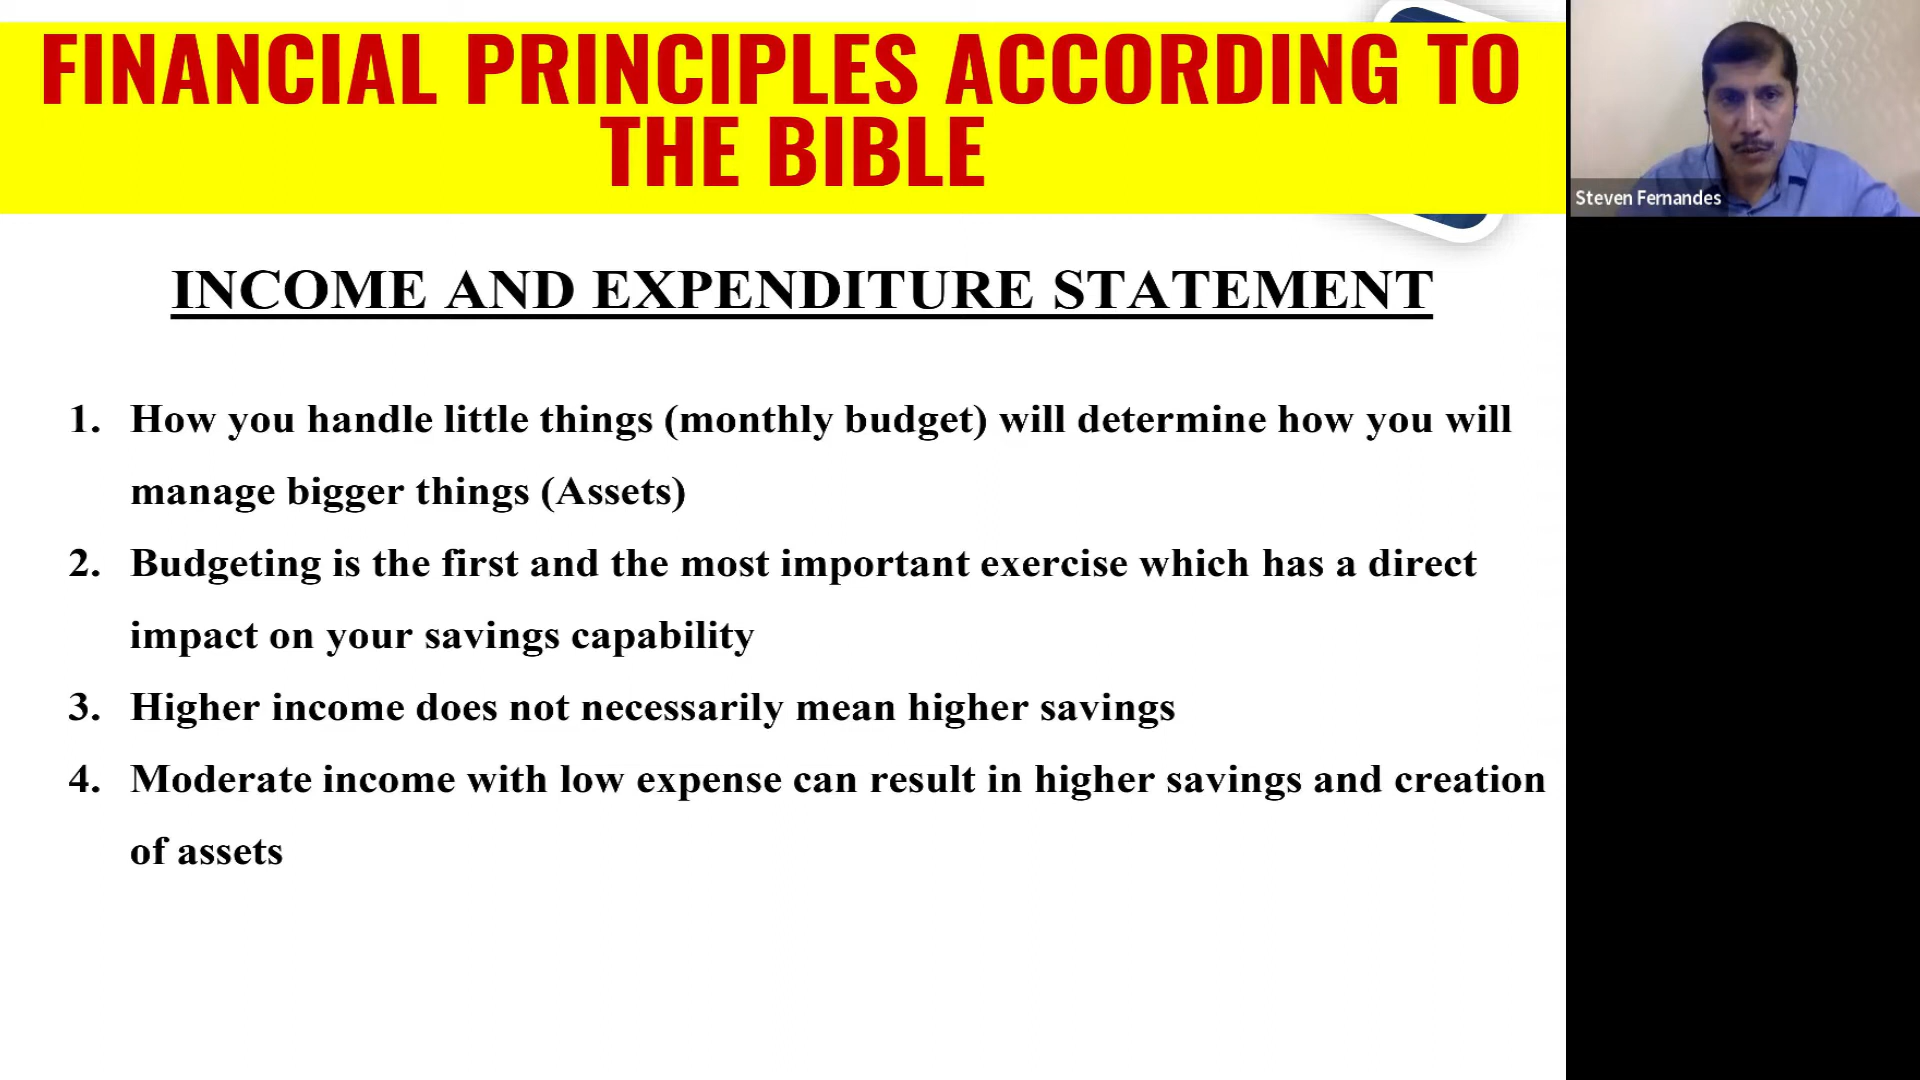 FINANCIAL PRINCIPLES ACCORDING TO
THE BIBLE
Steven Fernandes
INCOME AND EXPENDITURE STATEMENT
1. How you handle little things (monthly budget) will determine how you will
manage bigger things (Assets)
2. Budgeting is the first and the most important exercise which has a direct
impact on your savings capability
3. Higher income does not necessarily mean higher savings
4. Moderate income with low expense can result in higher savings and creation
of assets